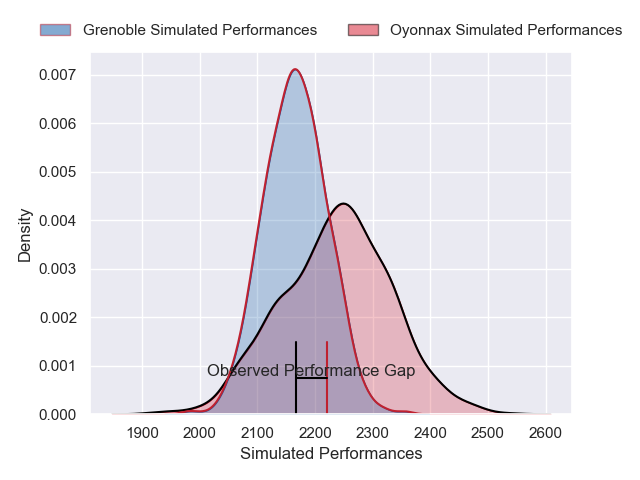 Grenoble Simulated Performances
Oyonnax Simulated Performances
0.007
0.006
0.005
0.004
0.003
0.002
0.001
0.000
Density
Observed Performance Gap
1900 2000 2100 2200 2300 2400 2500 2600
Simulated Performances